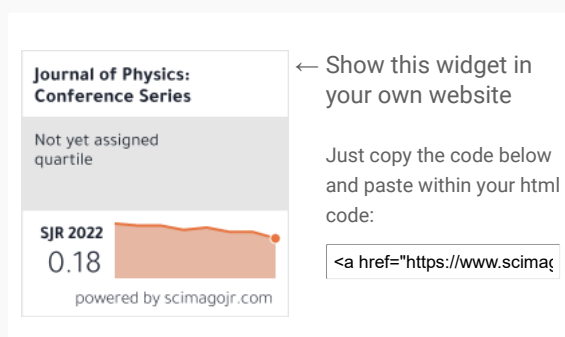 Journal of Physics:
Conference Series
Not yet assigned
quartile
SJR 2022
0.18
powered by scimagojr.com
← Show this widget in
your own website
Just copy the code below
and paste within your html
code:
<a href="https://www.scimag